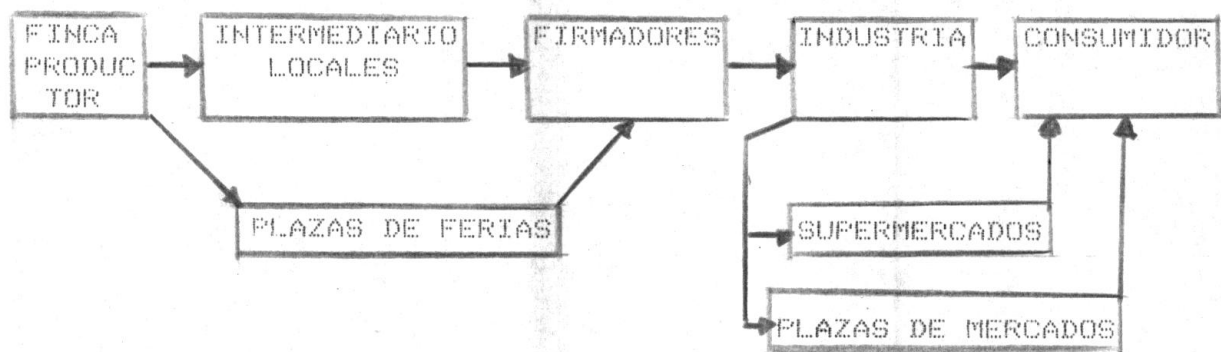 FINCA
PRODUC
TOR
INTERMEDIARIO
LOCALES
FIRMADORES
INDUSTRIA
CONSUMIDOR
PLAZAS DE FERIAS
SUPERMERCADOS
PLAZAS DE MERCADOS